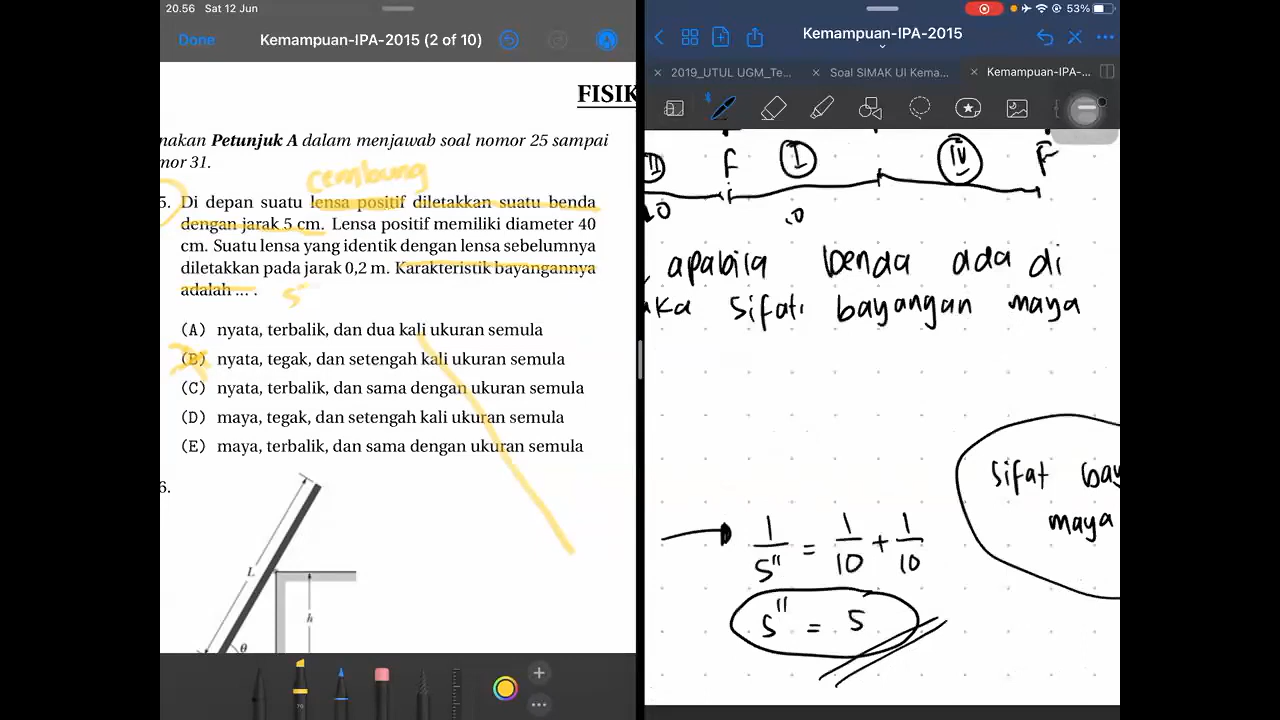 20.56 Sat 12 Jun
53%
Done
Kemampuan-IPA-2015 (2 of 10)
Kemampuan-IPA-2015
2019_UTUL UGM_Te...
Soal SIMAK UI Kema...
Kemampuan-IPA-...
FISIK
nakan Petunjuk A dalam menjawab soal nomor 25 sampai
mor 31.
cembung
5. Di depan suatu lensa positif diletakkan suatu benda
dengan jarak 5 cm. Lensa positif memiliki diameter 40
cm. Suatu lensa yang identik dengan lensa sebelumnya
diletakkan pada jarak 0,2 m. Karakteristik bayangannya
adalah ... .
(A) nyata, terbalik, dan dua kali ukuran semula
(B) nyata, tegak, dan setengah kali ukuran semula
(C) nyata, terbalik, dan sama dengan ukuran semula
(D) maya, tegak, dan setengah kali ukuran semula
(E) maya, terbalik, dan sama dengan ukuran semula
6.
L
h
θ
F I IV F
apabila benda ada di
uka sifat bayangan maya
sifat bay
maya
1/s" = 1/10 + 1/10
s" = 5